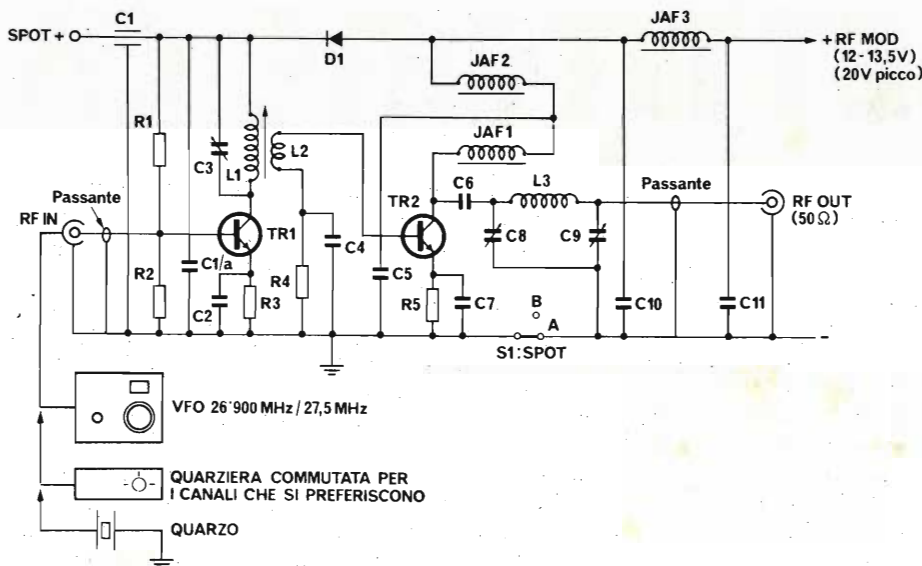 C1
JAF3
SPOT +
+ RF MOD
(12-13,5V)
(20V picco)
D1
JAF2
R1
JAF1
C3
L1
L2
C6
L3
Passante
Passante
RF IN
TR1
TR2
RF OUT
(50Ω)
C8
C9
C4
C1/a
R2
R4
C5
C2
R3
R5
C7
B
A
C10
C11
-
S1:SPOT
VFO 26'900 MHz / 27,5 MHz
QUARZIERA COMMUTATA PER
I CANALI CHE SI PREFERISCONO
QUARZO